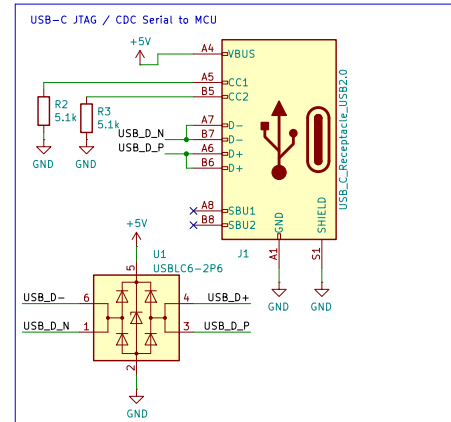 USB-C JTAG / CDC Serial to MCU
+5V
A4
VBUS
A5
CC1
B5
CC2
R2
5.1k
R3
5.1k
GND
GND
USB_D_N
USB_D_P
A7
D-
B7
D-
A6
D+
B6
D+
A8
SBU1
B8
SBU2
GND
SHIELD
USB_C_Receptacle_USB2.0
J1
A1
S1
GND
GND
+5V
U1
USBLC6-2P6
5
USB_D-
6
4
USB_D+
USB_D_N
1
3
USB_D_P
2
GND